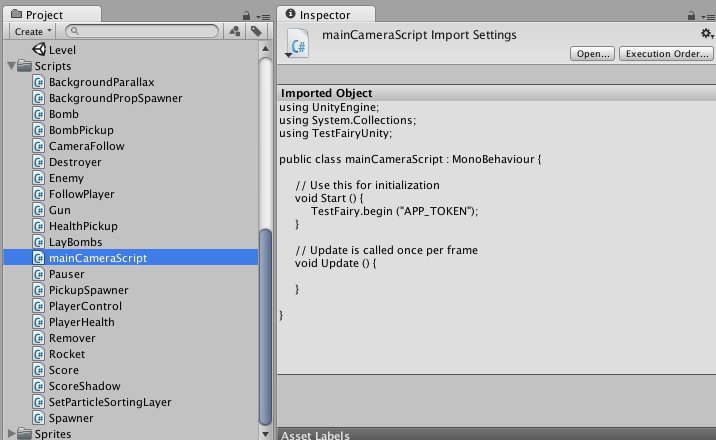 Project
Create
Level
Scripts
BackgroundParallax
BackgroundPropSpawner
Bomb
BombPickup
CameraFollow
Destroyer
Enemy
FollowPlayer
Gun
HealthPickup
LayBombs
mainCameraScript
Pauser
PickupSpawner
PlayerControl
PlayerHealth
Remover
Rocket
Score
ScoreShadow
SetParticleSortingLayer
Spawner
Sprites
Inspector
C#
mainCameraScript Import Settings
Open...
Execution Order...
Imported Object
using UnityEngine;
using System.Collections;
using TestFairyUnity;
public class mainCameraScript : MonoBehaviour {
// Use this for initialization
void Start () {
TestFairy.begin ("APP_TOKEN");
}
// Update is called once per frame
void Update () {
}
}
Asset Labels